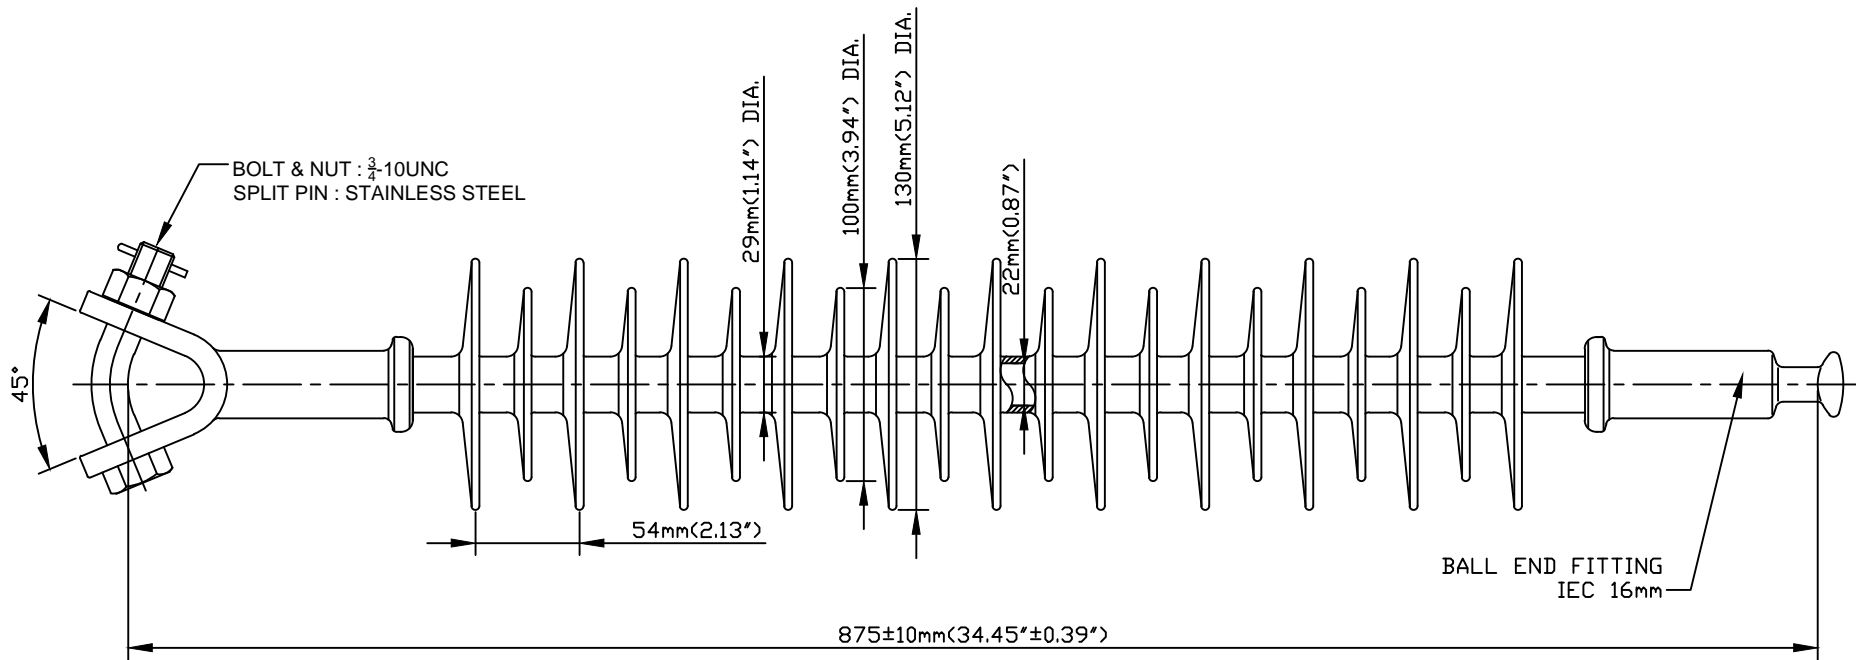 BOLT & NUT : 3/4-10UNC
SPLIT PIN : STAINLESS STEEL
45°
29mm(1.14″) DIA.
100mm(3.94″) DIA.
130mm(5.12″) DIA.
22mm(0.87″)
54mm(2.13″)
BALL END FITTING
IEC 16mm
875±10mm(34.45″±0.39″)